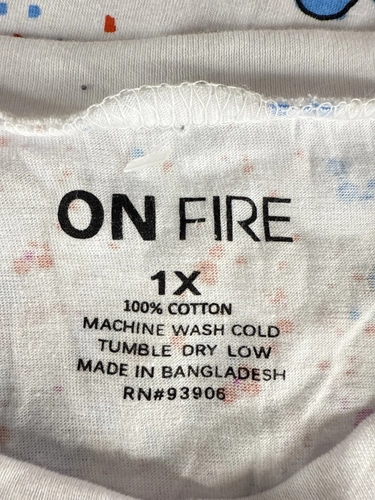 ON FIRE
1X
100% COTTON
MACHINE WASH COLD
TUMBLE DRY LOW
MADE IN BANGLADESH
RN#93906